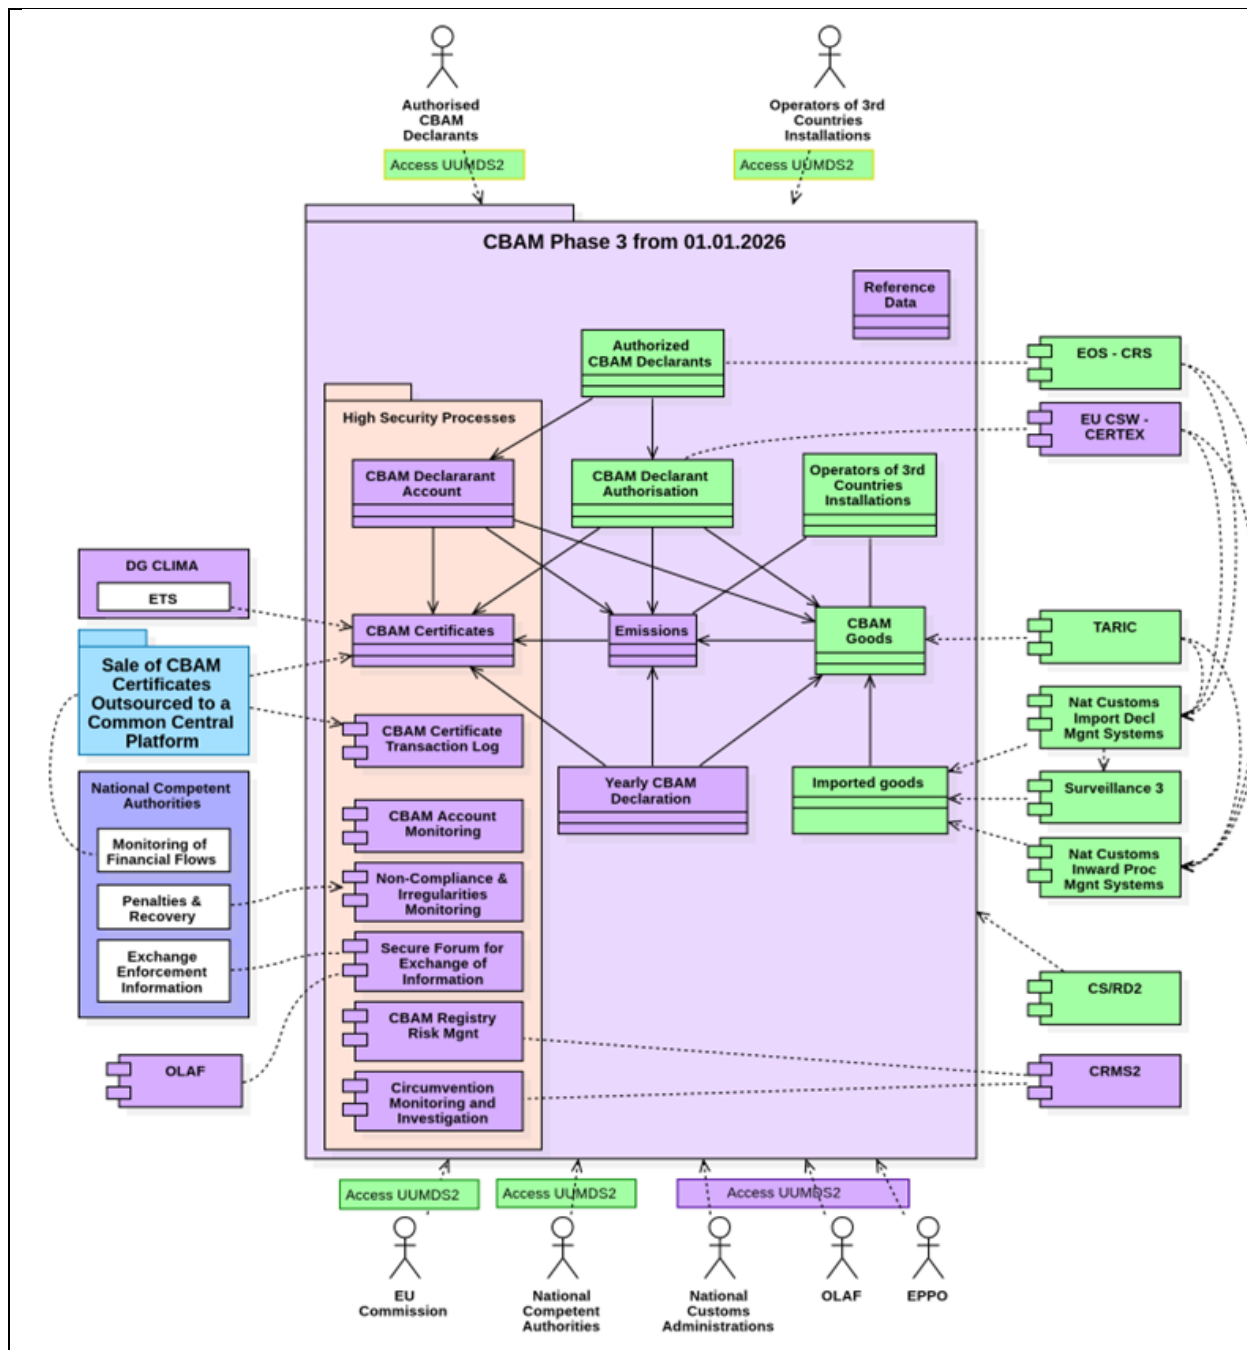 Authorised
CBAM
Declarants
Operators of 3rd
Countries
Installations
Access UUMDS2
Access UUMDS2
CBAM Phase 3 from 01.01.2026
Reference
Data
Authorized
CBAM Declarants
EOS - CRS
High Security Processes
EU CSW -
CERTEX
CBAM Declararant
Account
CBAM Declarant
Authorisation
Operators of 3rd
Countries
Installations
DG CLIMA
ETS
CBAM Certificates
Emissions
CBAM
Goods
TARIC
Sale of CBAM
Certificates
Outsourced to a
Common Central
Platform
CBAM Certificate
Transaction Log
Nat Customs
Import Decl
Mgnt Systems
National Competent
Authorities
Monitoring of
Financial Flows
Penalties &
Recovery
Exchange
Enforcement
Information
CBAM Account
Monitoring
Yearly CBAM
Declaration
Imported goods
Surveillance 3
Nat Customs
Inward Proc
Mgnt Systems
Non-Compliance &
Irregularities
Monitoring
Secure Forum for
Exchange of
Information
CS/RD2
CBAM Registry
Risk Mgnt
OLAF
CRMS2
Circumvention
Monitoring and
Investigation
Access UUMDS2
Access UUMDS2
Access UUMDS2
EU
Commission
National
Competent
Authorities
National
Customs
Administrations
OLAF
EPPO